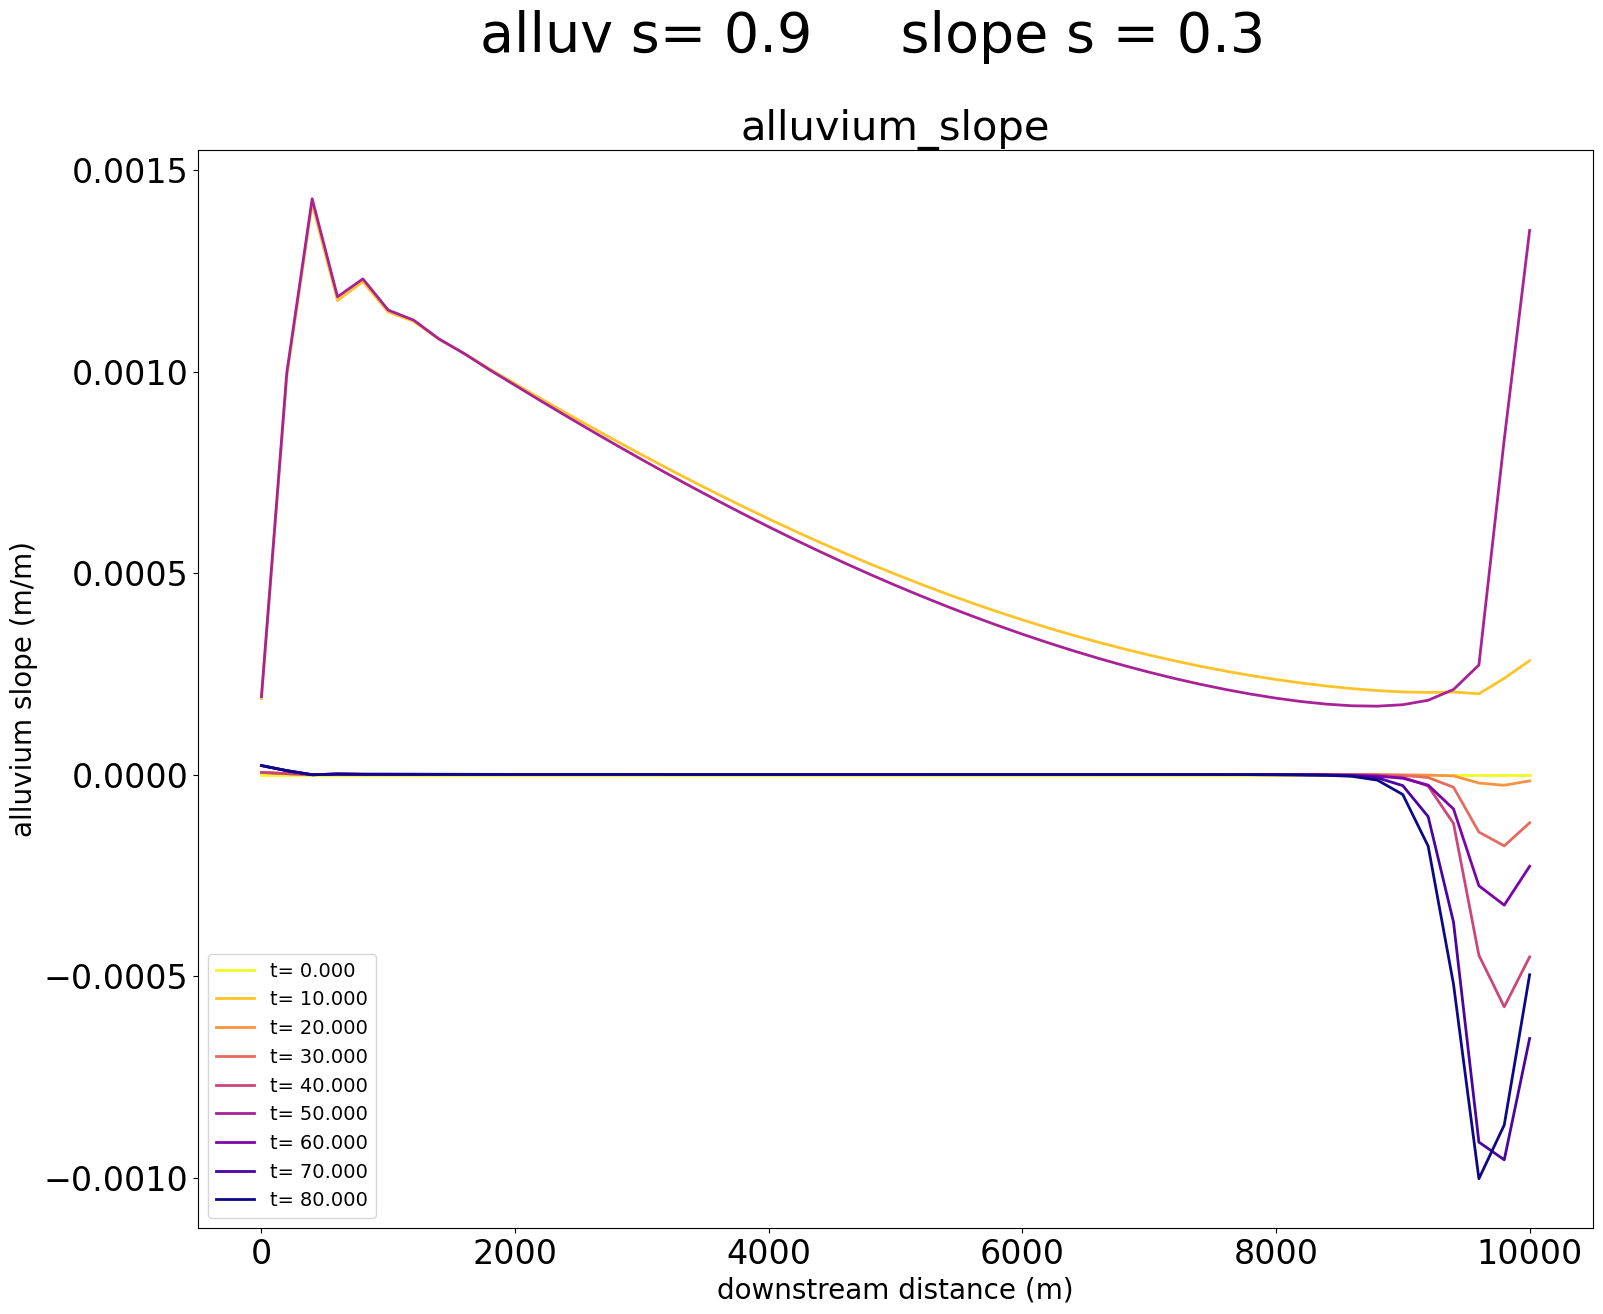 alluv s= 0.9     slope s = 0.3
alluvium_slope
0.0015
0.0010
0.0005
0.0000
−0.0005
−0.0010
alluvium slope (m/m)
t= 0.000
t= 10.000
t= 20.000
t= 30.000
t= 40.000
t= 50.000
t= 60.000
t= 70.000
t= 80.000
0 2000 4000 6000 8000 10000
downstream distance (m)